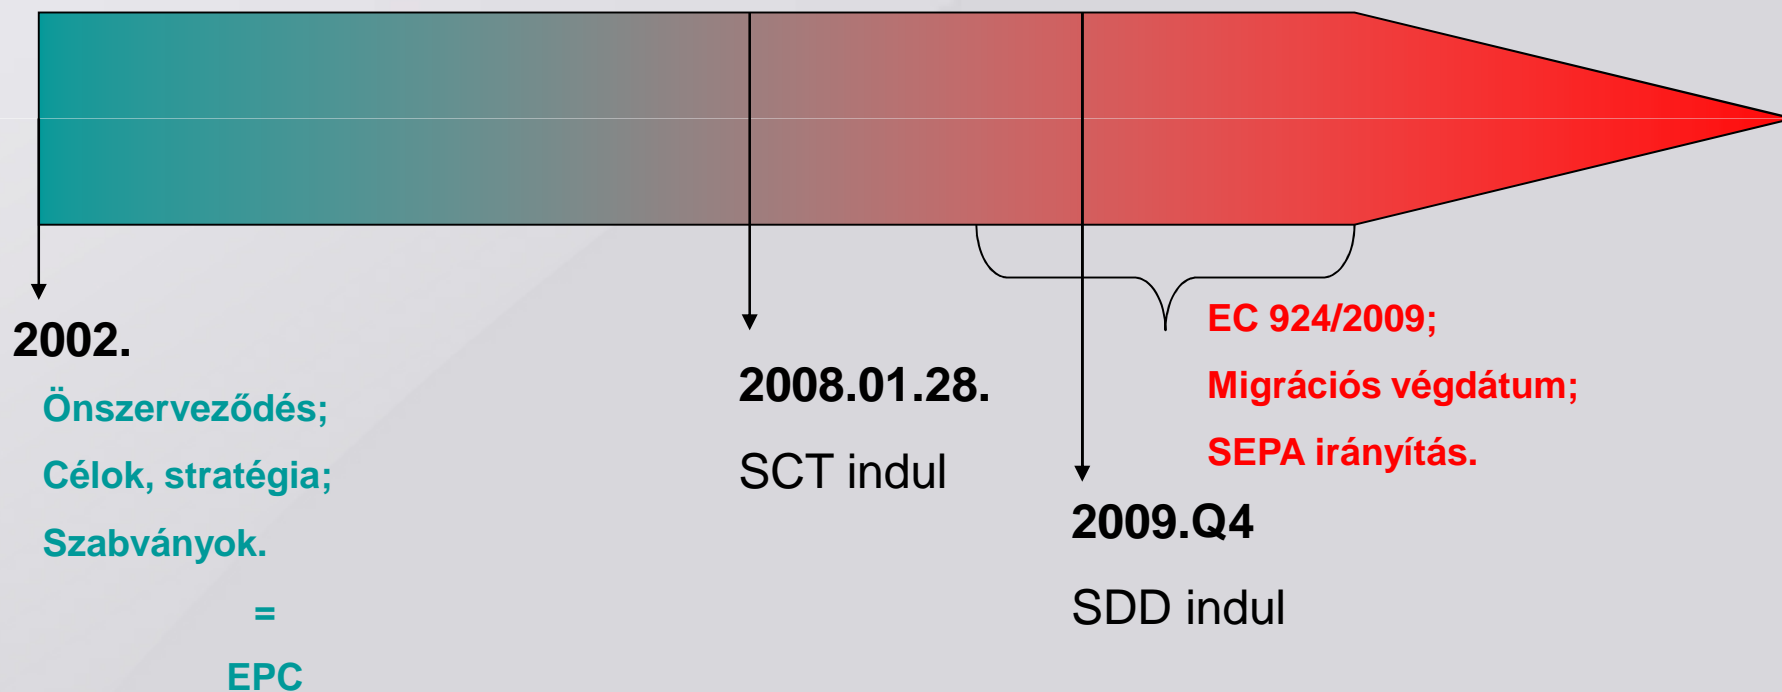 2002.
Önszerveződés;
Célok, stratégia;
Szabványok.
=
EPC
2008.01.28.
SCT indul
2009.Q4
SDD indul
EC 924/2009;
Migrációs végdátum;
SEPA irányítás.